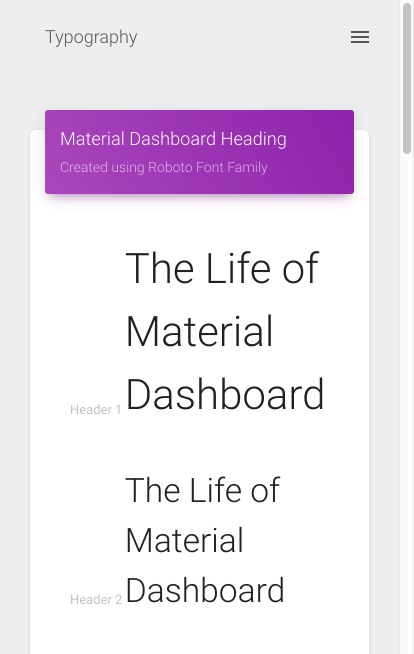 Typography
Material Dashboard Heading
Created using Roboto Font Family
The Life of
Material
Header 1 Dashboard
The Life of
Material
Header 2 Dashboard